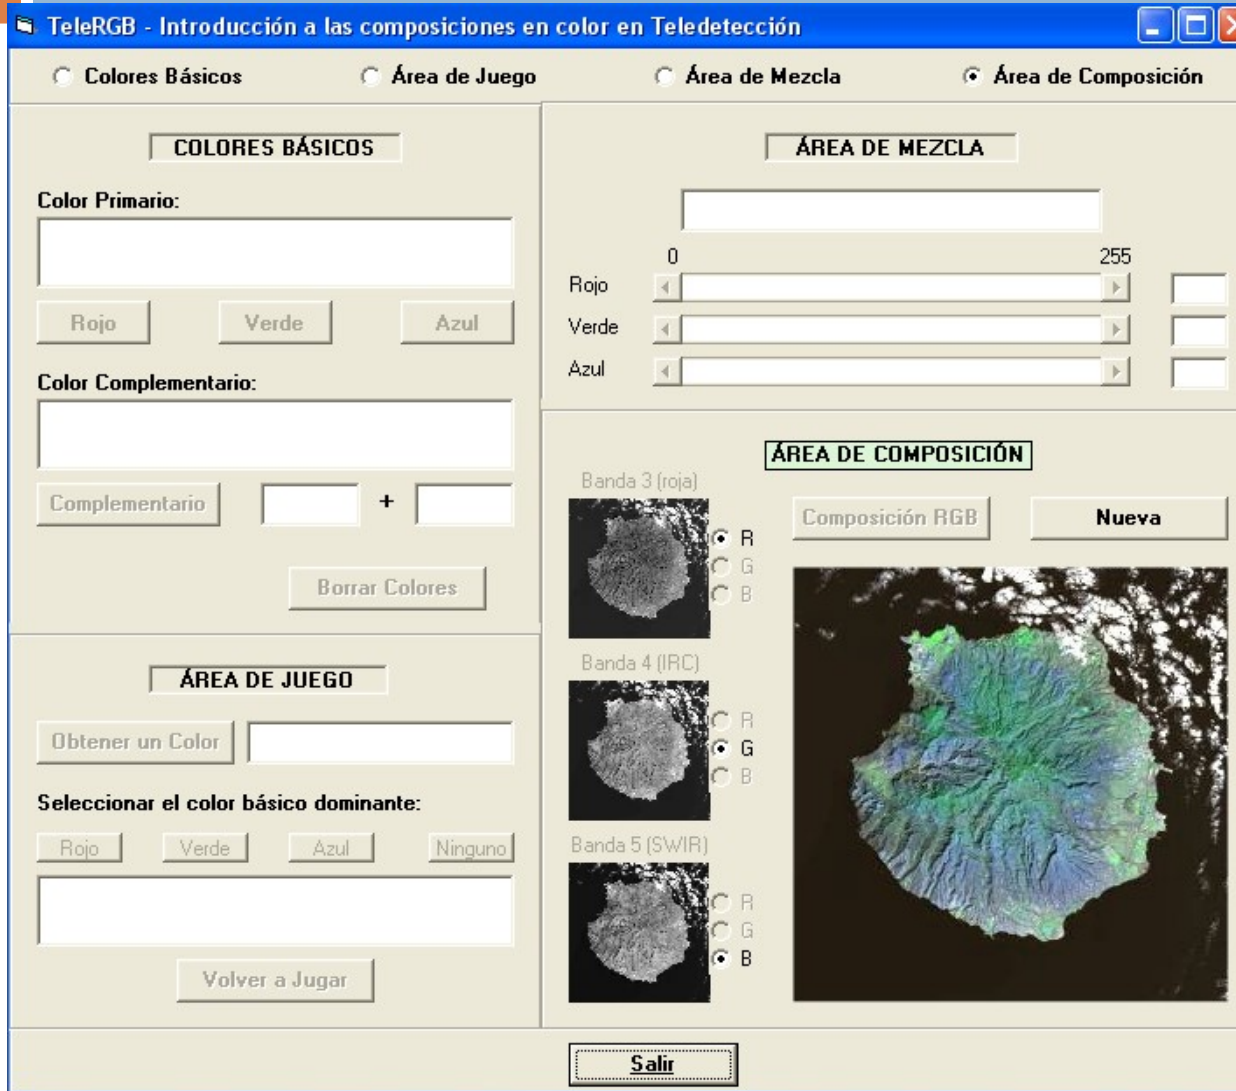 TeleRGB - Introducción a las composiciones en color en Teledetección
Colores Básicos Área de Juego Área de Mezcla Área de Composición
COLORES BÁSICOS
Color Primario:
Rojo Verde Azul
Color Complementario:
Complementario +
Borrar Colores
ÁREA DE JUEGO
Obtener un Color
Seleccionar el color básico dominante:
Rojo Verde Azul Ninguno
Volver a Jugar
ÁREA DE MEZCLA
0 255
Rojo
Verde
Azul
ÁREA DE COMPOSICIÓN
Banda 3 (roja)
R
G
B
Composición RGB Nueva
Banda 4 (IRC)
R
G
B
Banda 5 (SWIR)
R
G
B
Salir